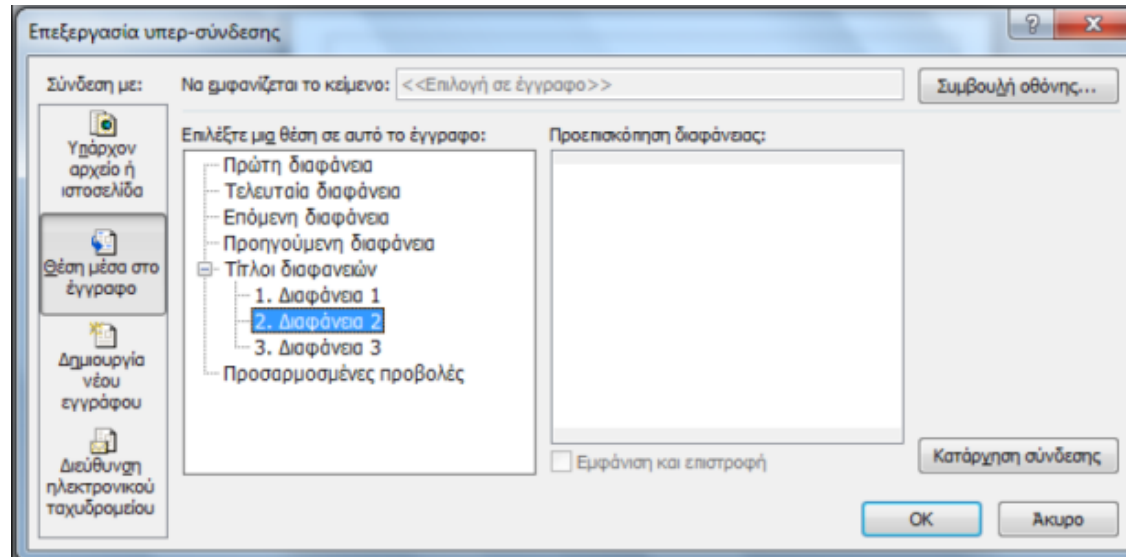 Επεξεργασία υπερ-σύνδεσης
Σύνδεση με:
Να εμφανίζεται το κείμενο:
<<Επιλογή σε έγγραφο>>
Συμβουλή οθόνης...
Υπάρχον
αρχείο ή
ιστοσελίδα
Θέση μέσα στο
έγγραφο
Δημιουργία
νέου
εγγράφου
Διεύθυνση
ηλεκτρονικού
ταχυδρομείου
Επιλέξτε μια θέση σε αυτό το έγγραφο:
Πρώτη διαφάνεια
Τελευταία διαφάνεια
Επόμενη διαφάνεια
Προηγούμενη διαφάνεια
Τίτλοι διαφανειών
1. Διαφάνεια 1
2. Διαφάνεια 2
3. Διαφάνεια 3
Προσαρμοσμένες προβολές
Προεπισκόπηση διαφάνειας:
Εμφάνιση και επιστροφή
Κατάργηση σύνδεσης
OK
Άκυρο